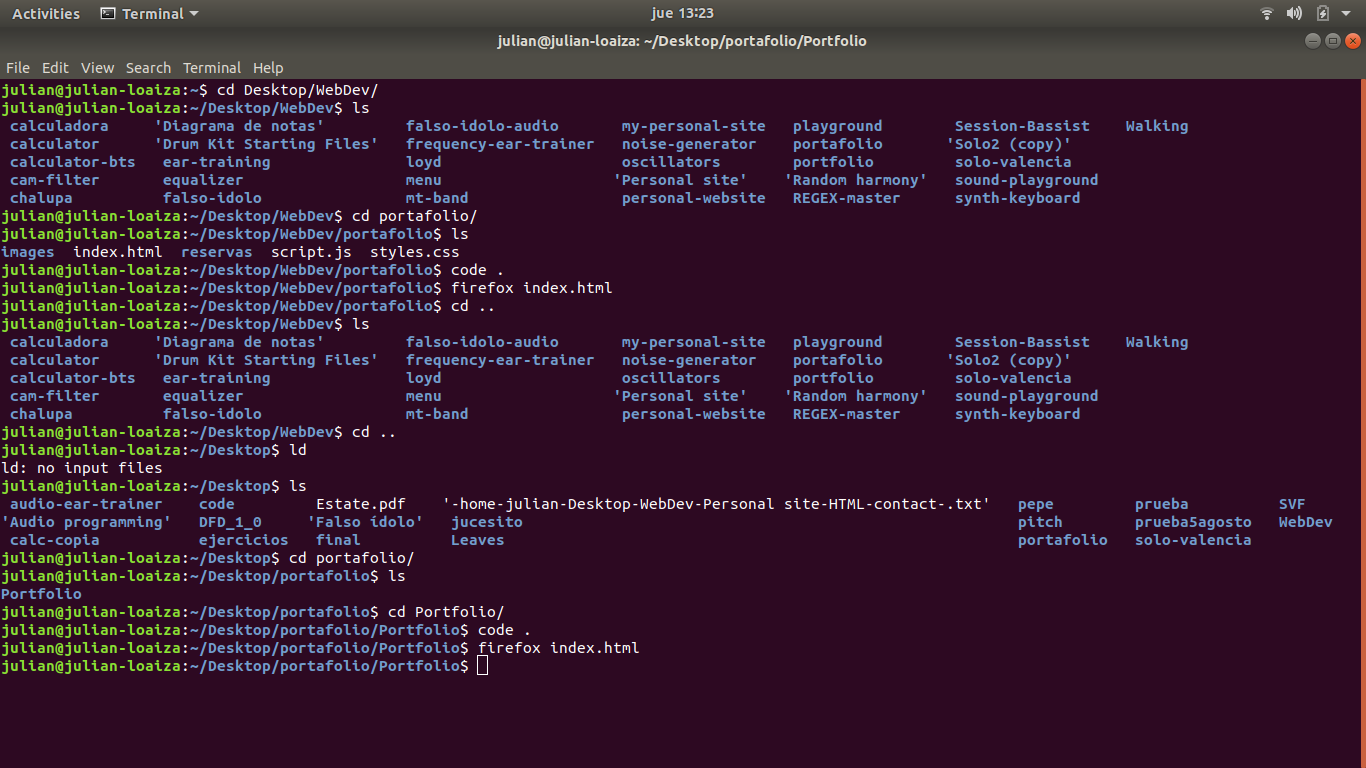 Activities Terminal jue 13:23
julian@julian-loaiza: ~/Desktop/portafolio/Portfolio
File Edit View Search Terminal Help
julian@julian-loaiza:~$ cd Desktop/WebDev/
julian@julian-loaiza:~/Desktop/WebDev$ ls
calculadora 'Diagrama de notas' falso-idolo-audio my-personal-site playground Session-Bassist Walking
calculator 'Drum Kit Starting Files' frequency-ear-trainer noise-generator portafolio 'Solo2 (copy)'
calculator-bts ear-training loyd oscillators portfolio solo-valencia
cam-filter equalizer menu 'Personal site' 'Random harmony' sound-playground
chalupa falso-idolo mt-band personal-website REGEX-master synth-keyboard
julian@julian-loaiza:~/Desktop/WebDev$ cd portafolio/
julian@julian-loaiza:~/Desktop/WebDev/portafolio$ ls
images index.html reservas script.js styles.css
julian@julian-loaiza:~/Desktop/WebDev/portafolio$ code .
julian@julian-loaiza:~/Desktop/WebDev/portafolio$ firefox index.html
julian@julian-loaiza:~/Desktop/WebDev/portafolio$ cd ..
julian@julian-loaiza:~/Desktop/WebDev$ ls
calculadora 'Diagrama de notas' falso-idolo-audio my-personal-site playground Session-Bassist Walking
calculator 'Drum Kit Starting Files' frequency-ear-trainer noise-generator portafolio 'Solo2 (copy)'
calculator-bts ear-training loyd oscillators portfolio solo-valencia
cam-filter equalizer menu 'Personal site' 'Random harmony' sound-playground
chalupa falso-idolo mt-band personal-website REGEX-master synth-keyboard
julian@julian-loaiza:~/Desktop/WebDev$ cd ..
julian@julian-loaiza:~/Desktop$ ld
ld: no input files
julian@julian-loaiza:~/Desktop$ ls
audio-ear-trainer code Estate.pdf '-home-julian-Desktop-WebDev-Personal site-HTML-contact-.txt' pepe prueba SVF
'Audio programming' DFD_1_0 'Falso idolo' jucesito pitch prueba5agosto WebDev
calc-copia ejercicios final Leaves portafolio solo-valencia
julian@julian-loaiza:~/Desktop$ cd portafolio/
julian@julian-loaiza:~/Desktop/portafolio$ ls
Portfolio
julian@julian-loaiza:~/Desktop/portafolio$ cd Portfolio/
julian@julian-loaiza:~/Desktop/portafolio/Portfolio$ code .
julian@julian-loaiza:~/Desktop/portafolio/Portfolio$ firefox index.html
julian@julian-loaiza:~/Desktop/portafolio/Portfolio$